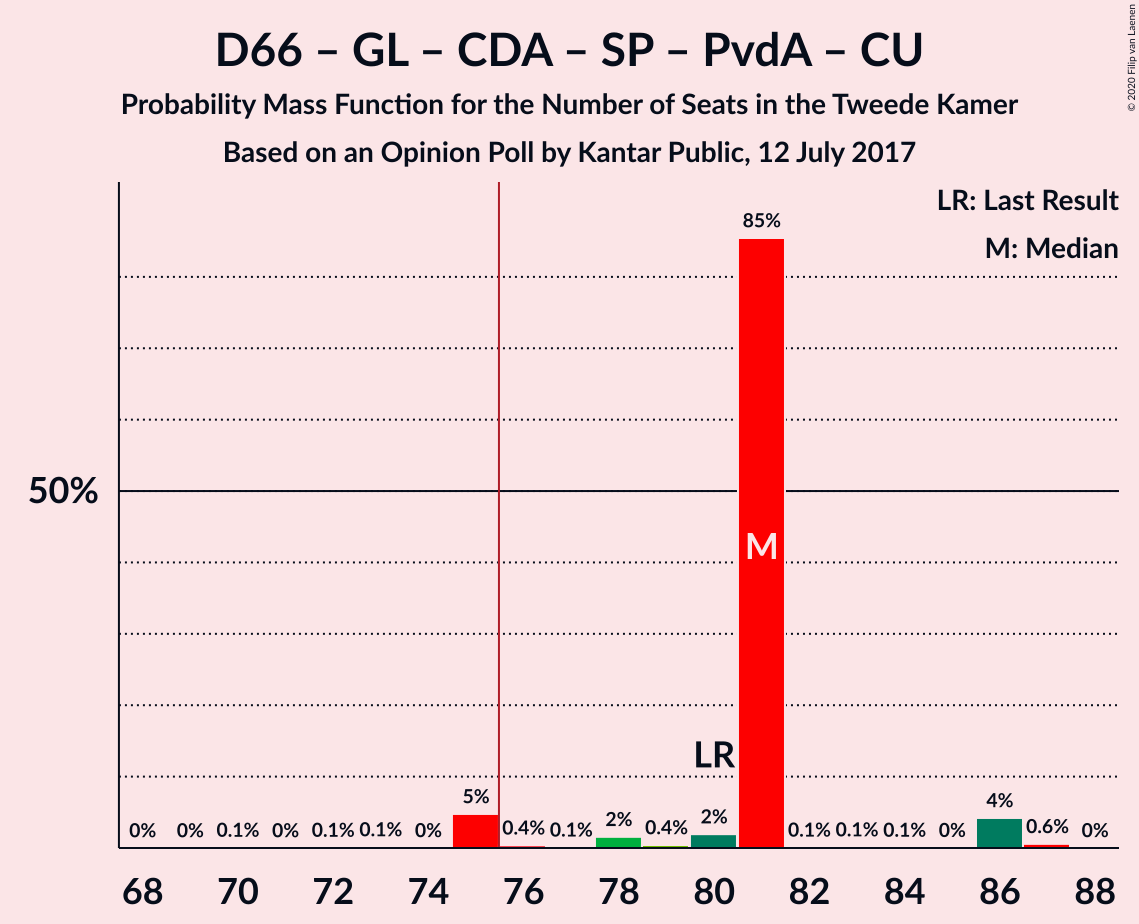 D66 – GL – CDA – SP – PvdA – CU
Probability Mass Function for the Number of Seats in the Tweede Kamer
Based on an Opinion Poll by Kantar Public, 12 July 2017
© 2020 Filip van Laenen
LR: Last Result
M: Median
85%
50%
M
LR
0% 0% 0.1% 0% 0.1% 0.1% 0% 5% 0.4% 0.1% 2% 0.4% 2% 0.1% 0.1% 0.1% 0% 4% 0.6% 0%
68 70 72 74 76 78 80 82 84 86 88